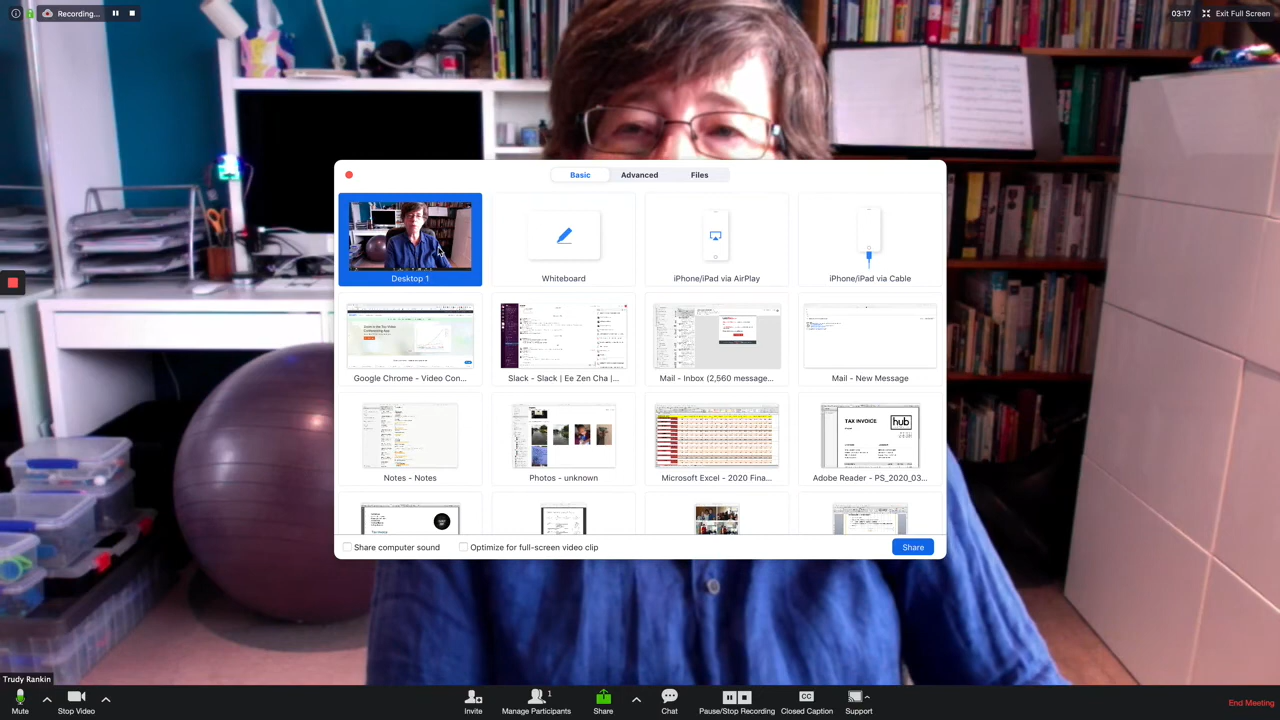 Recording...
03:17
Exit Full Screen
Basic
Advanced
Files
Desktop 1
Whiteboard
iPhone/iPad via AirPlay
iPhone/iPad via Cable
Google Chrome - Video Con...
Slack - Slack | Ee Zen Cha |...
Mail - Inbox (2,560 message...
Mail - New Message
TAX INVOICE
hub
Notes - Notes
Photos - unknown
Microsoft Excel - 2020 Fina...
Adobe Reader - PS_2020_03...
Share computer sound
Optimize for full-screen video clip
Share
Trudy Rankin
1
CC
Mute
Stop Video
Invite
Manage Participants
Share
Chat
Pause/Stop Recording
Closed Caption
Support
End Meeting